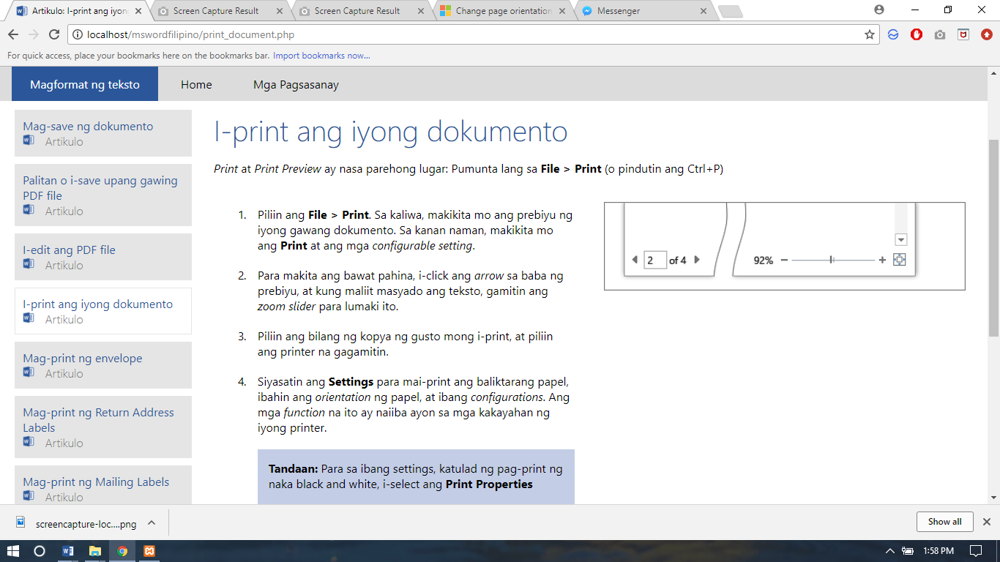 Artikulo: I-print ang iyon
Screen Capture Result
Screen Capture Result
Change page orientation
Messenger
localhost/mswordfilipino/print_document.php
For quick access, place your bookmarks here on the bookmarks bar. Import bookmarks now...
Magformat ng teksto
Home
Mga Pagsasanay
Mag-save ng dokumento
Artikulo
Palitan o i-save upang gawing
PDF file
Artikulo
I-edit ang PDF file
Artikulo
I-print ang iyong dokumento
Artikulo
Mag-print ng envelope
Artikulo
Mag-print ng Return Address
Labels
Artikulo
Mag-print ng Mailing Labels
Artikulo
I-print ang iyong dokumento
Print at Print Preview ay nasa parehong lugar: Pumunta lang sa File > Print (o pindutin ang Ctrl+P)
1. Piliin ang File > Print. Sa kaliwa, makikita mo ang prebiyu ng
iyong gawang dokumento. Sa kanan naman, makikita mo
ang Print at ang mga configurable setting.
2. Para makita ang bawat pahina, i-click ang arrow sa baba ng
prebiyu, at kung maliit masyado ang teksto, gamitin ang
zoom slider para lumaki ito.
3. Piliin ang bilang ng kopya ng gusto mong i-print, at piliin
ang printer na gagamitin.
4. Siyasatin ang Settings para mai-print ang baliktarang papel,
ibahin ang orientation ng papel, at ibang configurations. Ang
mga function na ito ay naiiba ayon sa mga kakayahan ng
iyong printer.
Tandaan: Para sa ibang settings, katulad ng pag-print ng
naka black and white, i-select ang Print Properties
2 of 4
92%
screencapture-loc....png
Show all
1:58 PM